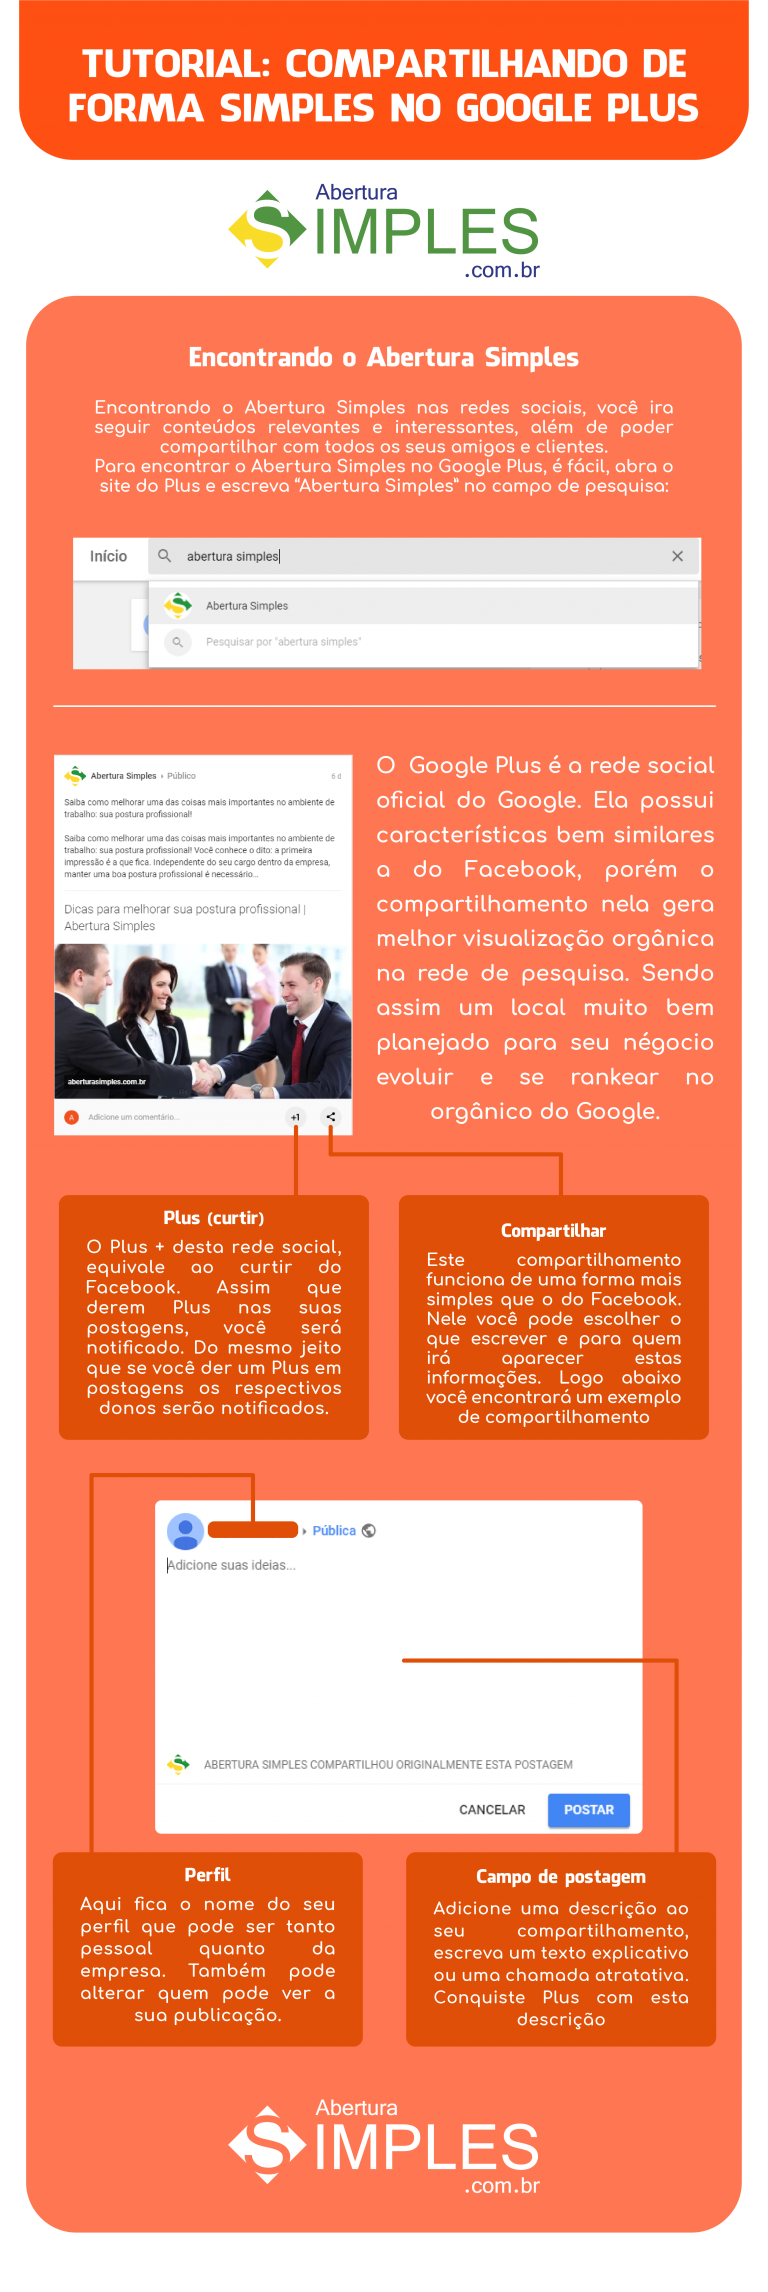 TUTORIAL: COMPARTILHANDO DE
FORMA SIMPLES NO GOOGLE PLUS
Abertura
SIMPLES
.com.br
Encontrando o Abertura Simples
Encontrando o Abertura Simples nas redes sociais, você ira
seguir conteúdos relevantes e interessantes, além de poder
compartilhar com todos os seus amigos e clientes.
Para encontrar o Abertura Simples no Google Plus, é fácil, abra o
site do Plus e escreva “Abertura Simples” no campo de pesquisa:
Início
abertura simples
Abertura Simples
Pesquisar por "abertura simples"
Abertura Simples
Público
6 d
Saiba como melhorar uma das coisas mais importantes no ambiente de
trabalho: sua postura profissional!
Saiba como melhorar uma das coisas mais importantes no ambiente de
trabalho: sua postura profissional! Você conhece o dito: a primeira
impressão é a que fica. Independente do seu cargo dentro da empresa,
manter uma boa postura profissional é necessário...
Dicas para melhorar sua postura profissional |
Abertura Simples
aberturasimples.com.br
A
Adicione um comentário...
+1
O Google Plus é a rede social
oficial do Google. Ela possui
características bem similares
a do Facebook, porém o
compartilhamento nela gera
melhor visualização orgânica
na rede de pesquisa. Sendo
assim um local muito bem
planejado para seu négocio
evoluir e se rankear no
orgânico do Google.
Plus (curtir)
O Plus + desta rede social,
equivale ao curtir do
Facebook. Assim que
derem Plus nas suas
postagens, você será
notificado. Do mesmo jeito
que se você der um Plus em
postagens os respectivos
donos serão notificados.
Compartilhar
Este compartilhamento
funciona de uma forma mais
simples que o do Facebook.
Nele você pode escolher o
que escrever e para quem
irá aparecer estas
informações. Logo abaixo
você encontrará um exemplo
de compartilhamento
Pública
Adicione suas ideias...
ABERTURA SIMPLES COMPARTILHOU ORIGINALMENTE ESTA POSTAGEM
CANCELAR
POSTAR
Perfil
Aqui fica o nome do seu
perfil que pode ser tanto
pessoal quanto da
empresa. Também pode
alterar quem pode ver a
sua publicação.
Campo de postagem
Adicione uma descrição ao
seu compartilhamento,
escreva um texto explicativo
ou uma chamada atratativa.
Conquiste Plus com esta
descrição
Abertura
SIMPLES
.com.br